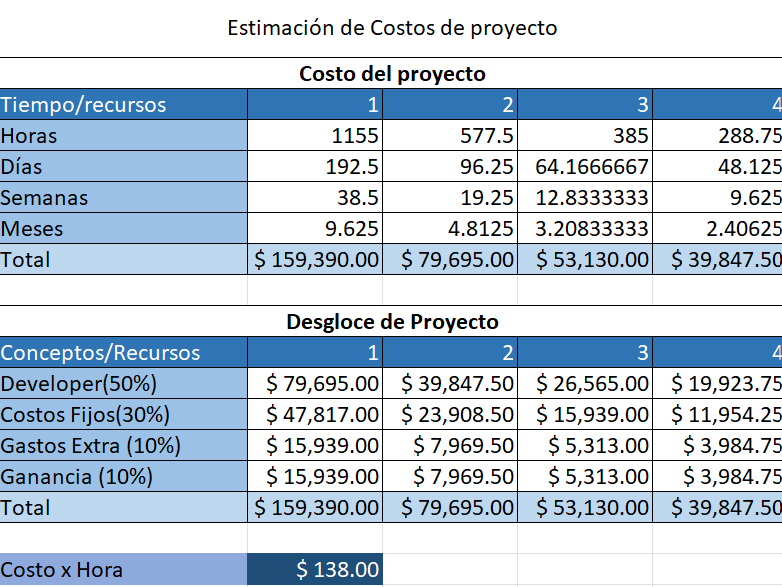 Estimación de Costos de proyecto
Costo del proyecto
Tiempo/recursos 1 2 3 4
Horas 1155 577.5 385 288.75
Días 192.5 96.25 64.1666667 48.125
Semanas 38.5 19.25 12.8333333 9.625
Meses 9.625 4.8125 3.20833333 2.40625
Total $ 159,390.00 $ 79,695.00 $ 53,130.00 $ 39,847.50
Desgloce de Proyecto
Conceptos/Recursos 1 2 3 4
Developer(50%) $ 79,695.00 $ 39,847.50 $ 26,565.00 $ 19,923.75
Costos Fijos(30%) $ 47,817.00 $ 23,908.50 $ 15,939.00 $ 11,954.25
Gastos Extra (10%) $ 15,939.00 $ 7,969.50 $ 5,313.00 $ 3,984.75
Ganancia (10%) $ 15,939.00 $ 7,969.50 $ 5,313.00 $ 3,984.75
Total $ 159,390.00 $ 79,695.00 $ 53,130.00 $ 39,847.50
Costo x Hora $ 138.00